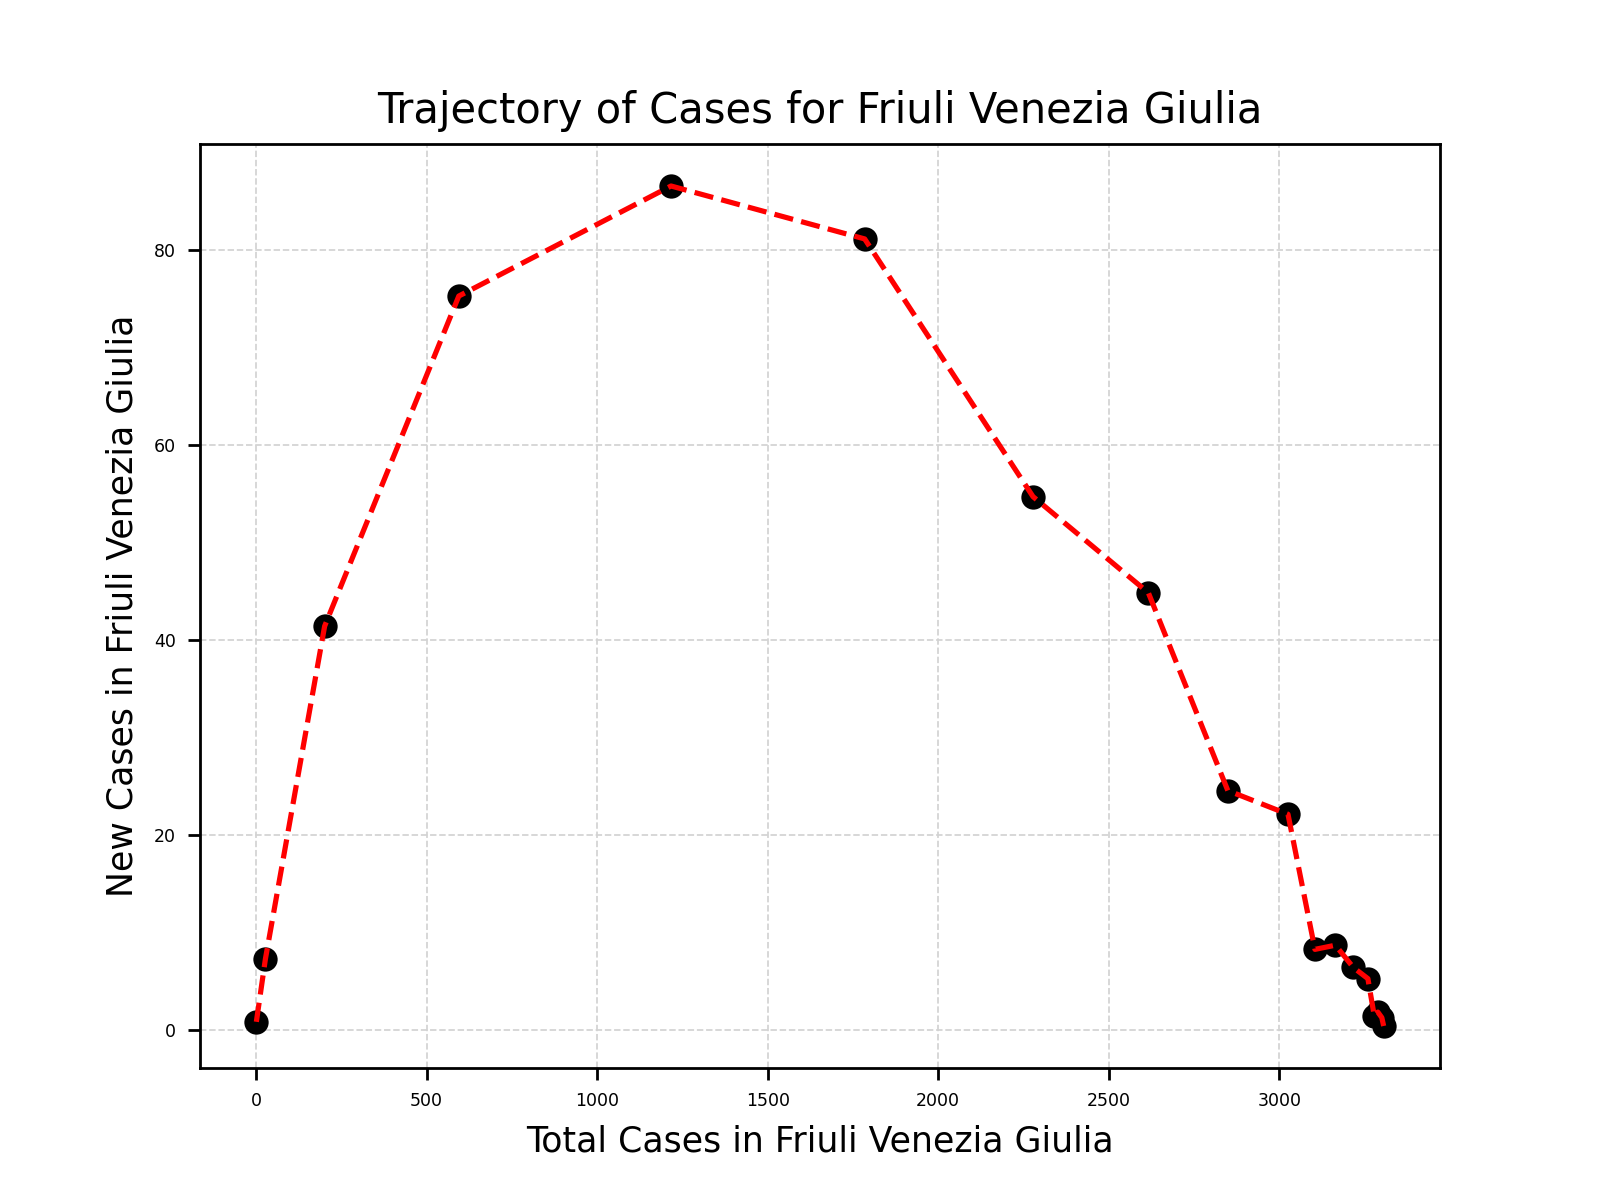 Trajectory of Cases for Friuli Venezia Giulia
New Cases in Friuli Venezia Giulia
80
60
40
20
0
0 500 1000 1500 2000 2500 3000
Total Cases in Friuli Venezia Giulia